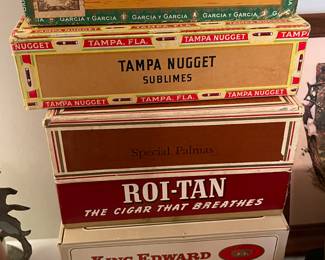 GARCIA Y GARCIA GARCIA Y GARCIA GARCIA Y GARCIA
TAMPA, FLA. TAMPA NUGGET TAMPA, FLA.
TAMPA NUGGET
SUBLIMES
TAMPA NUGGET TAMPA, FLA. TAMPA NUGGET
Special Palmas
ROI-TAN
THE CIGAR THAT BREATHES
KING EDWARD